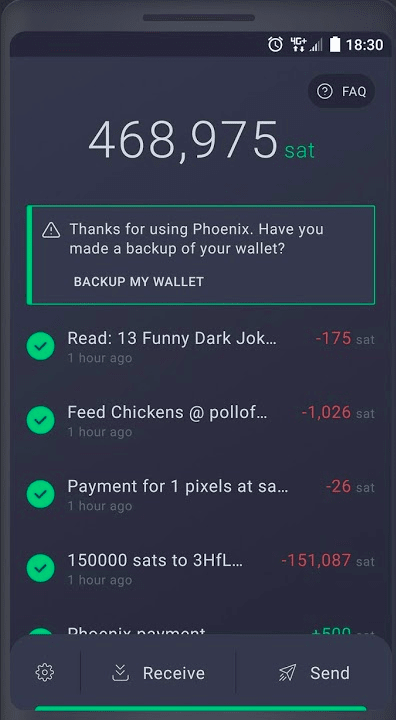 4G+ 18:30
FAQ
468,975 sat
Thanks for using Phoenix. Have you
made a backup of your wallet?
BACKUP MY WALLET
Read: 13 Funny Dark Jok... -175 sat
1 hour ago
Feed Chickens @ pollof... -1,026 sat
1 hour ago
Payment for 1 pixels at sa... -26 sat
1 hour ago
150000 sats to 3HfL... -151,087 sat
1 hour ago
Phoenix payment +500 sat
Receive
Send